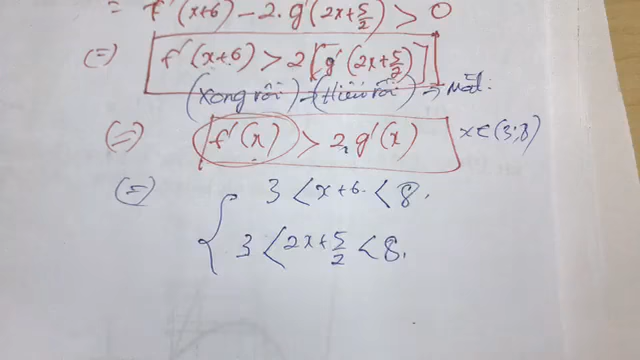 = f'(x+6) - 2. g'(2x+5/2) > 0
(=) f'(x+6) > 2 [g'(2x+5/2)]
(xong rồi) - (Hiểu rồi) →
(=) f'(x) > 2.g'(x) x∈(3;8)
(=) { 3 < x+6 < 8.
3 < 2x+5/2 < 8.